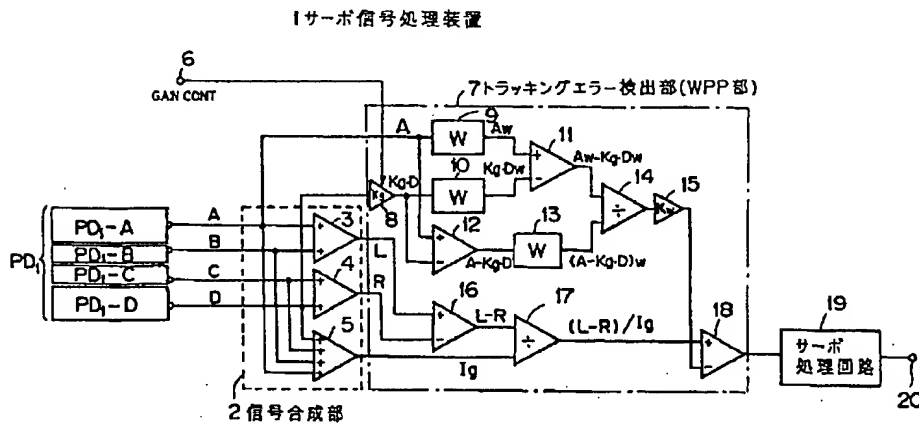 1サーボ信号処理装置
6
GAN CONT
7トラッキングエラー検出部(WPP部)
9
A
W
Aw
11
10
Kg·D
W
Kg·Dw
Aw-Kg·Dw
14
15
Kg
8
÷
Kw
12
13
W
A-Kg·D
(A-Kg·D)w
PD₁
PD₁-A
A
3
PD₁-B
B
L
PD₁-C
C
4
R
PD₁-D
D
5
16
L-R
17
÷
(L-R)/Ig
18
19
サーボ
処理回路
Ig
20
2信号合成部